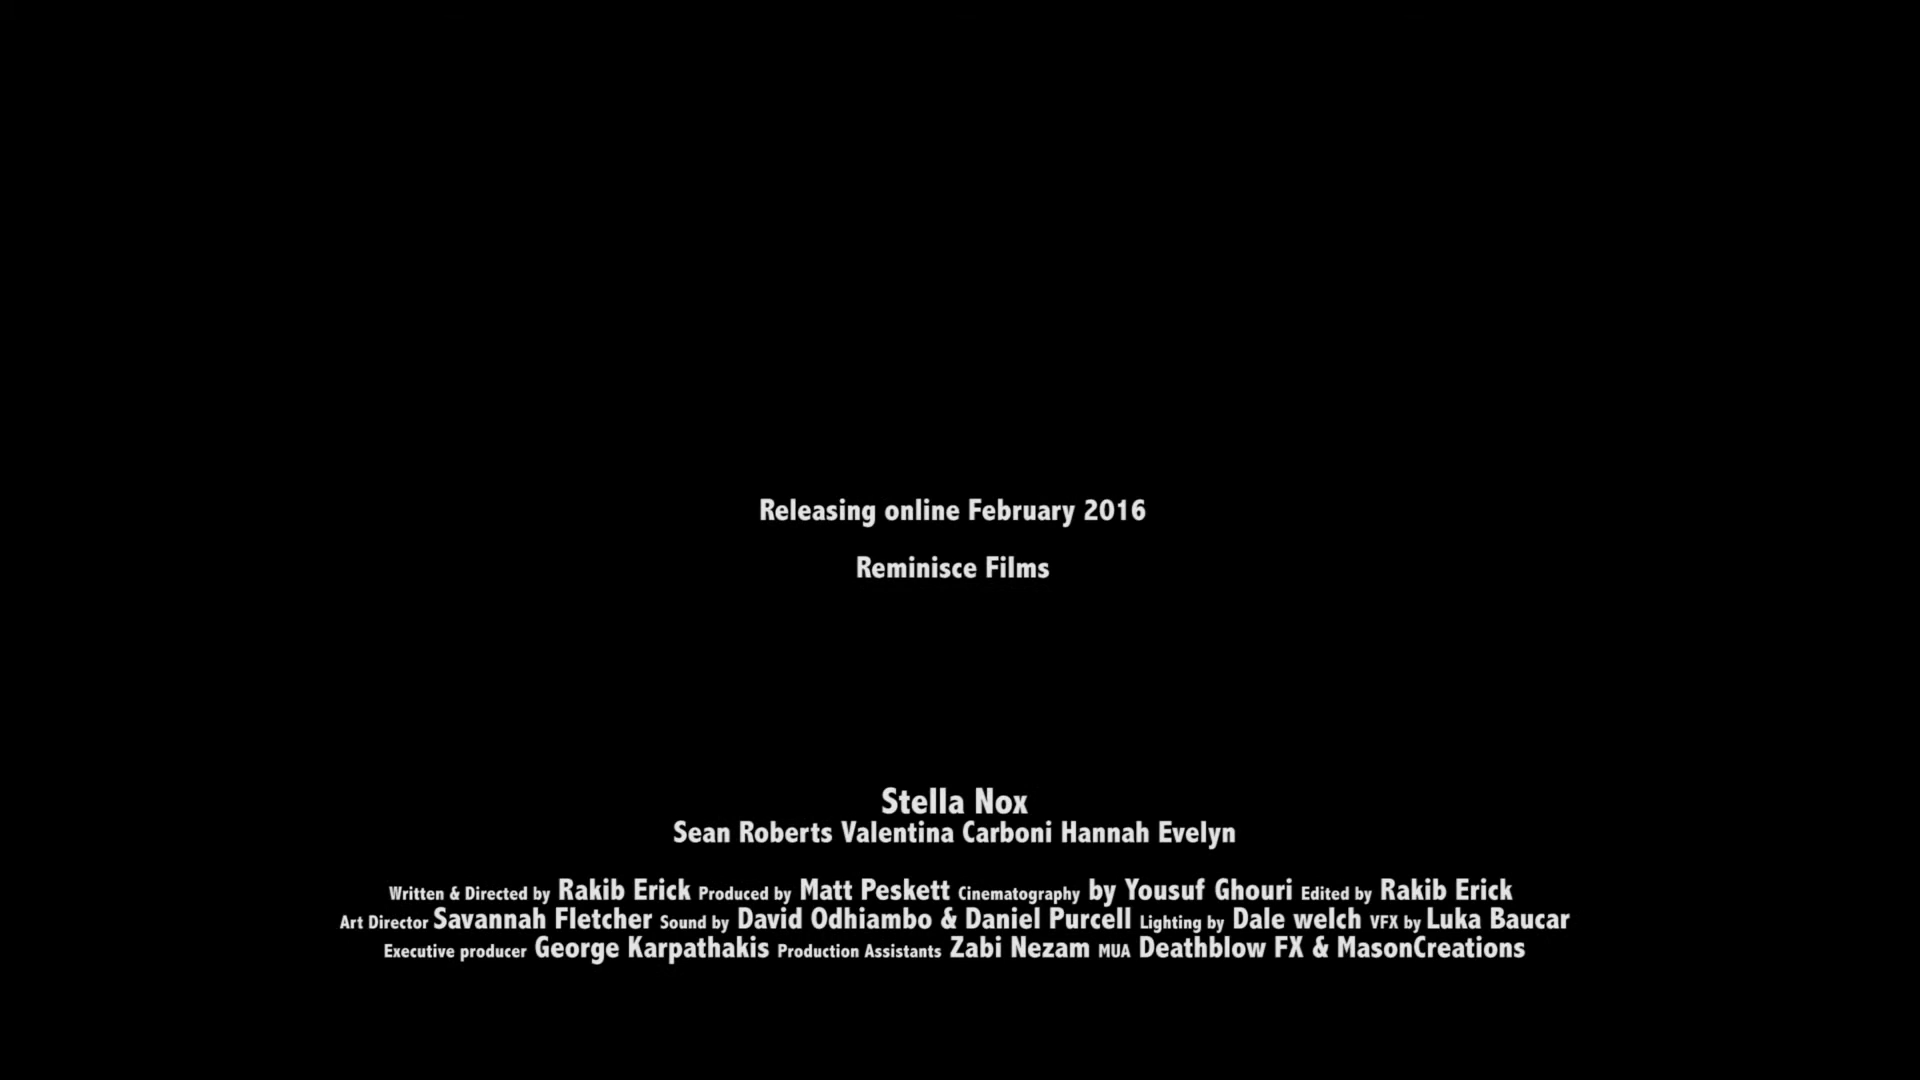 Releasing online February 2016
Reminisce Films
Stella Nox
Sean Roberts Valentina Carboni Hannah Evelyn
Written & Directed by Rakib Erick Produced by Matt Peskett Cinematography by Yousuf Ghouri Edited by Rakib Erick
Art Director Savannah Fletcher Sound by David Odhiambo & Daniel Purcell Lighting by Dale welch VFX by Luka Baucar
Executive producer George Karpathakis Production Assistants Zabi Nezam MUA Deathblow FX & MasonCreations